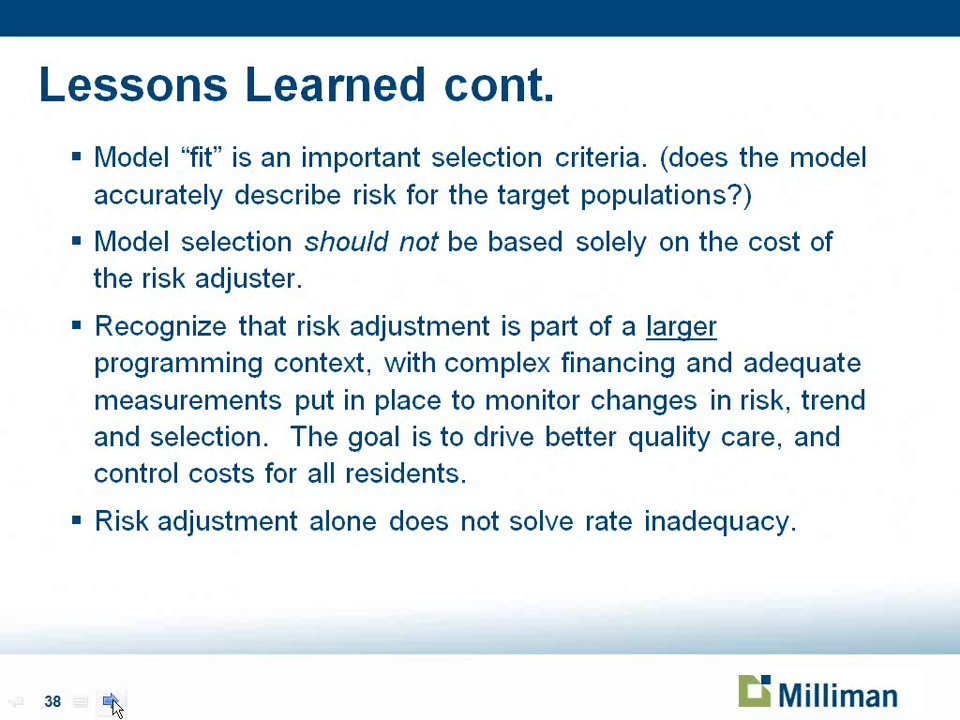 Lessons Learned cont.
▪ Model “fit” is an important selection criteria. (does the model
accurately describe risk for the target populations?)
▪ Model selection should not be based solely on the cost of
the risk adjuster.
▪ Recognize that risk adjustment is part of a larger
programming context, with complex financing and adequate
measurements put in place to monitor changes in risk, trend
and selection.  The goal is to drive better quality care, and
control costs for all residents.
▪ Risk adjustment alone does not solve rate inadequacy.
38
Milliman